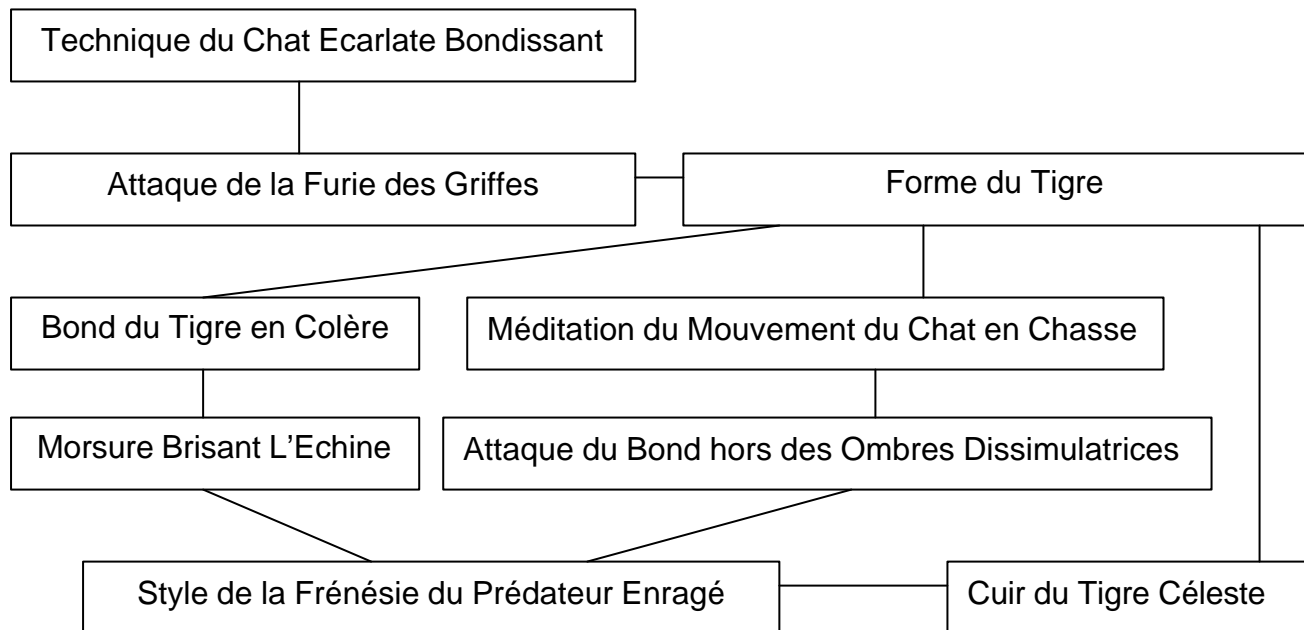 Technique du Chat Ecarlate Bondissant
Attaque de la Furie des Griffes
Forme du Tigre
Bond du Tigre en Colère
Méditation du Mouvement du Chat en Chasse
Morsure Brisant L’Echine
Attaque du Bond hors des Ombres Dissimulatrices
Style de la Frénésie du Prédateur Enragé
Cuir du Tigre Céleste